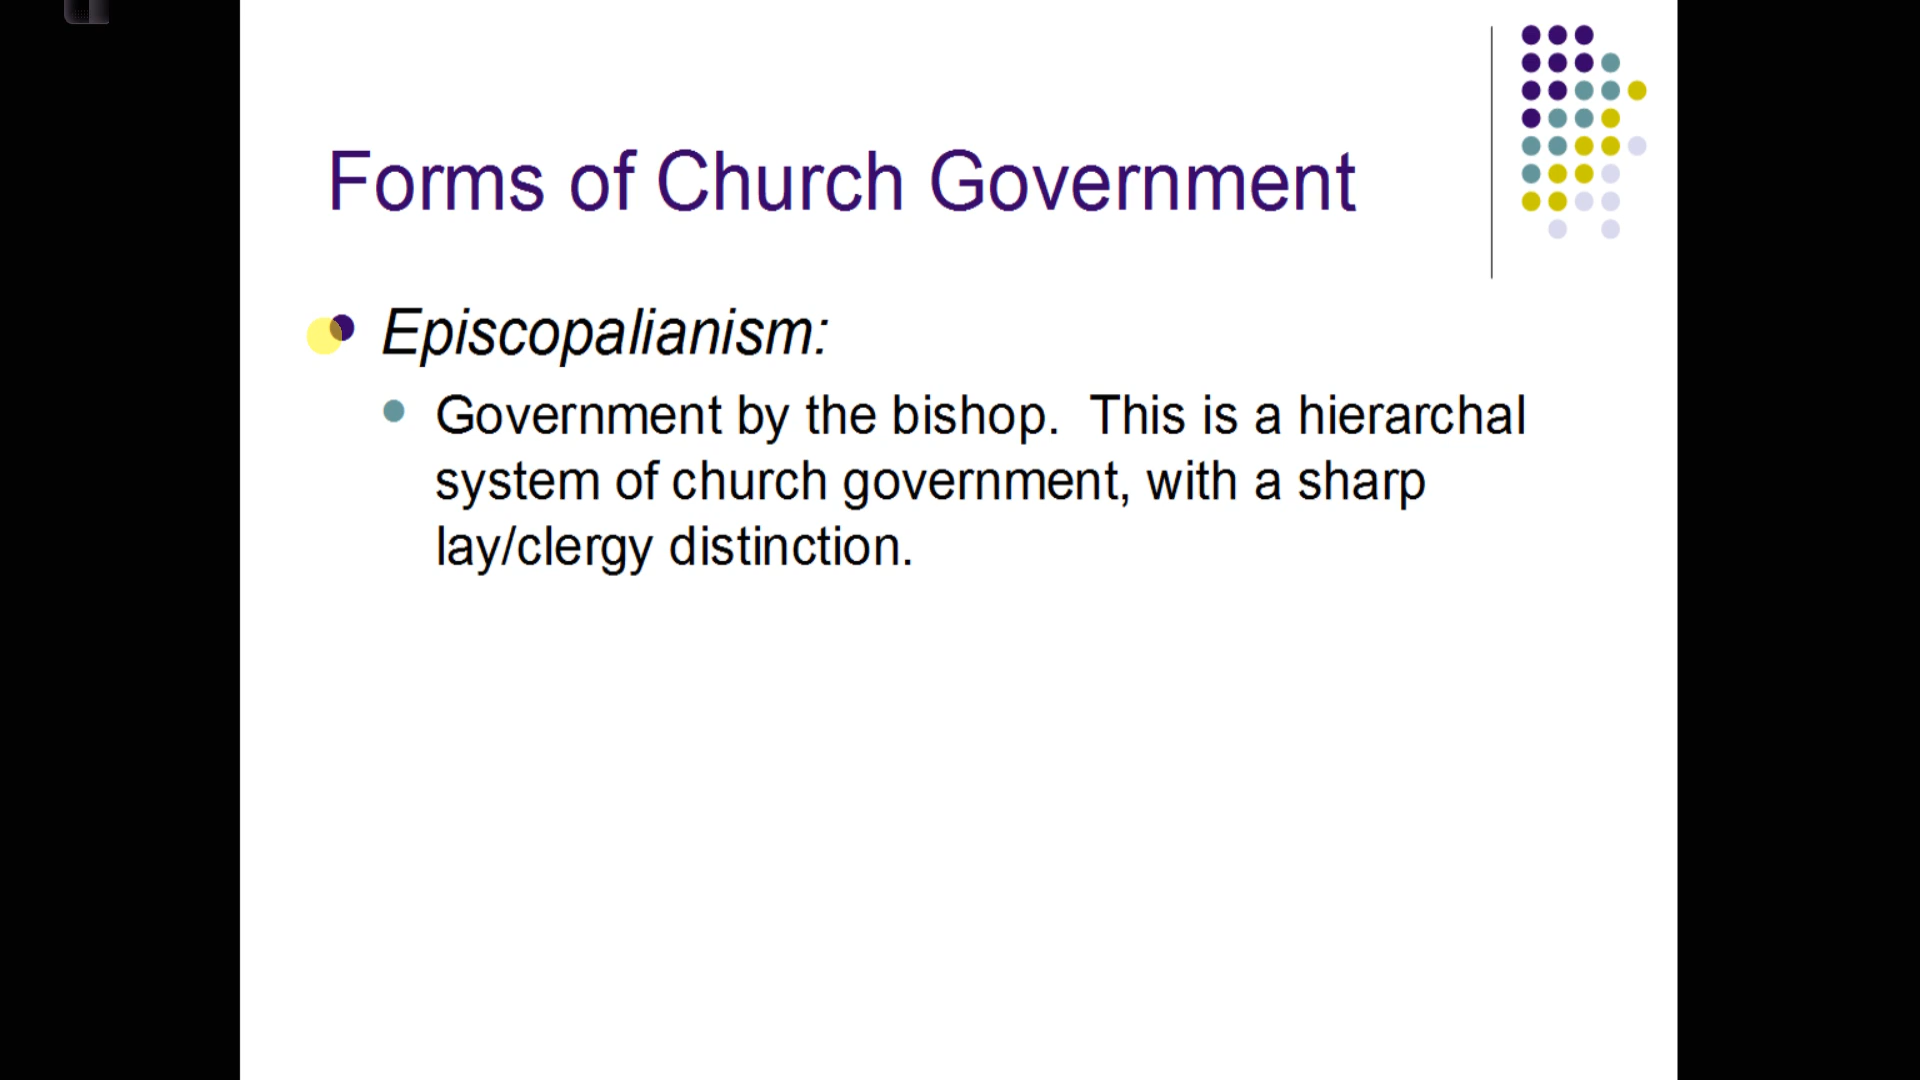 Forms of Church Government
Episcopalianism:
Government by the bishop.  This is a hierarchal
system of church government, with a sharp
lay/clergy distinction.